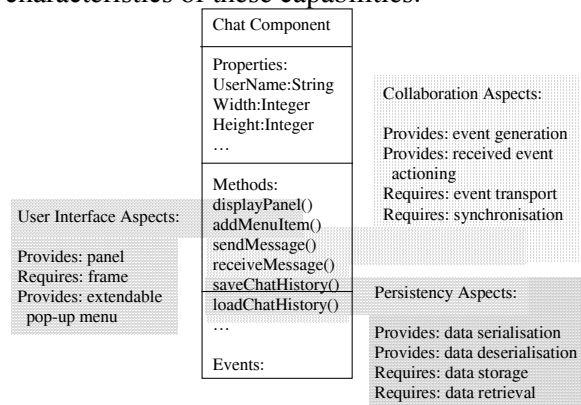 characteristics of these capabilities.
Chat Component
Properties:
UserName:String
Width:Integer
Height:Integer
…
Methods:
displayPanel()
addMenuItem()
sendMessage()
receiveMessage()
saveChatHistory()
loadChatHistory()
…
Events:
User Interface Aspects:
Provides: panel
Requires: frame
Provides: extendable
pop-up menu
Collaboration Aspects:
Provides: event generation
Provides: received event
actioning
Requires: event transport
Requires: synchronisation
Persistency Aspects:
Provides: data serialisation
Provides: data deserialisation
Requires: data storage
Requires: data retrieval